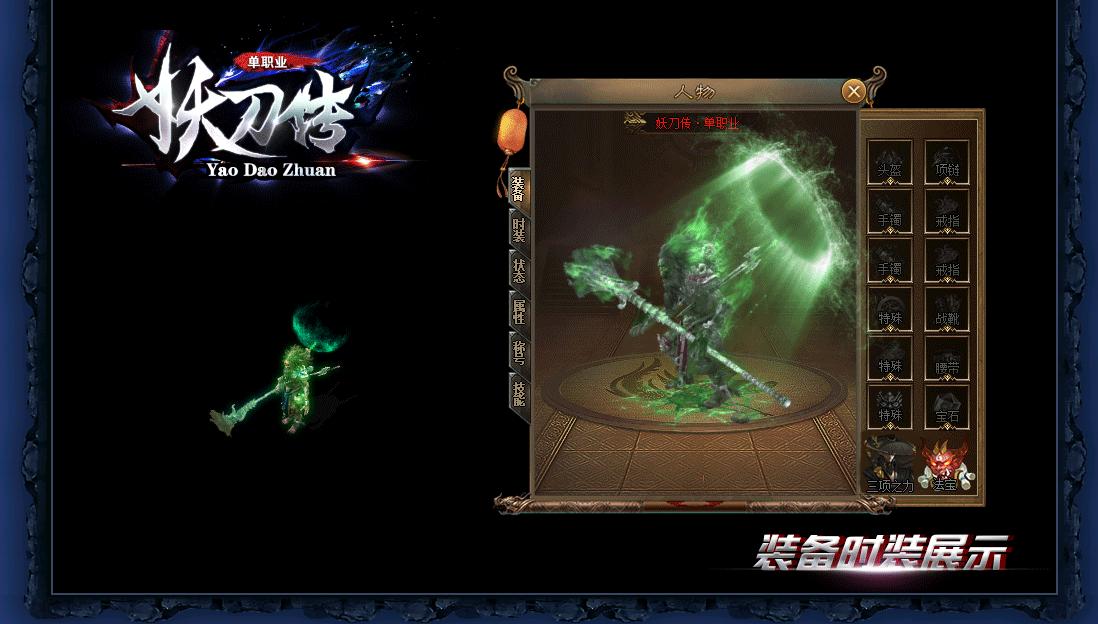 单职业
妖刀传
Yao Dao Zhuan
人物
妖刀传·单职业
装备
时装
状态
属性
称号
技能
头盔
项链
手镯
戒指
手镯
戒指
特殊
战靴
特殊
腰带
特殊
宝石
三项之力
法宝
装备时装展示